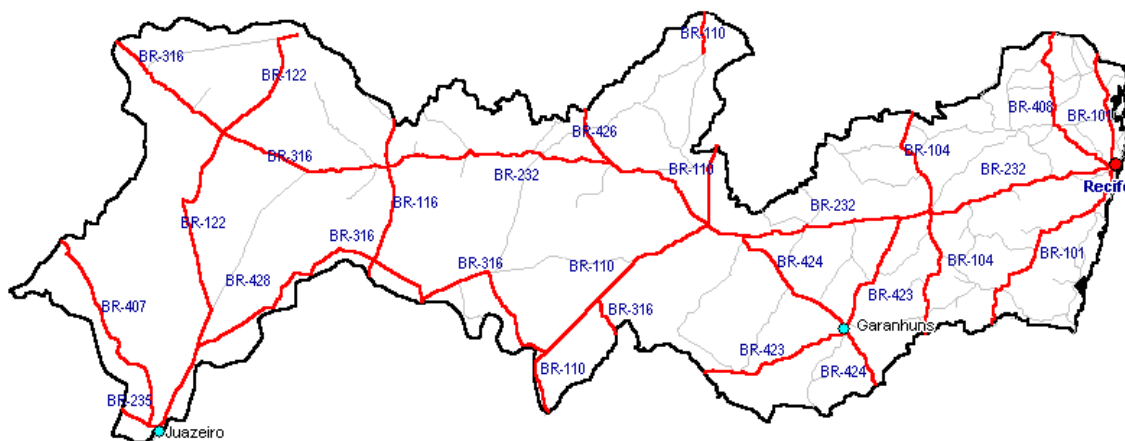 BR-110
BR-316
BR-122
BR-408
BR-101
BR-426
BR-104
BR-316
BR-110
BR-232
BR-232
Recife
BR-116
BR-232
BR-122
BR-316
BR-424
BR-101
BR-316
BR-110
BR-104
BR-428
BR-423
BR-407
BR-316
Garanhuns
BR-423
BR-110
BR-424
BR-235
Juazeiro